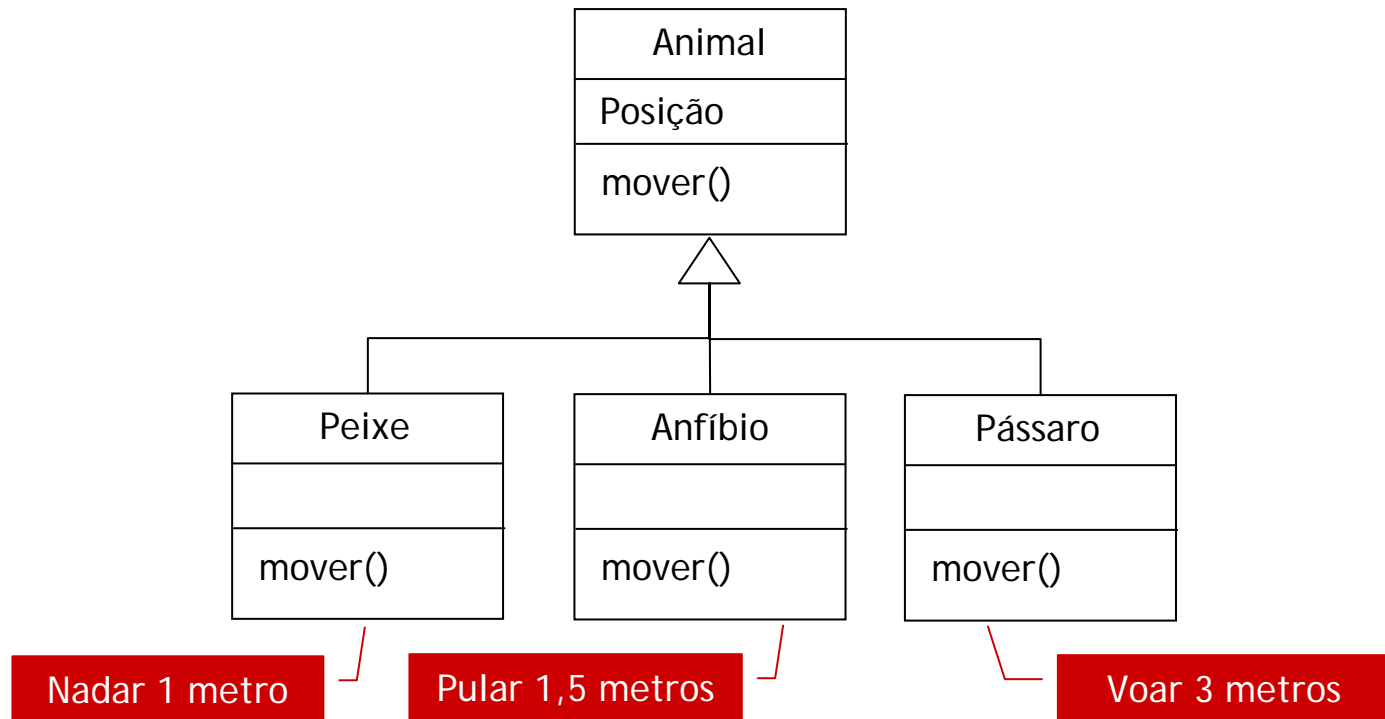 Animal
Posição
mover()
Peixe
Anfíbio
Pássaro
mover()
mover()
mover()
Nadar 1 metro
Pular 1,5 metros
Voar 3 metros